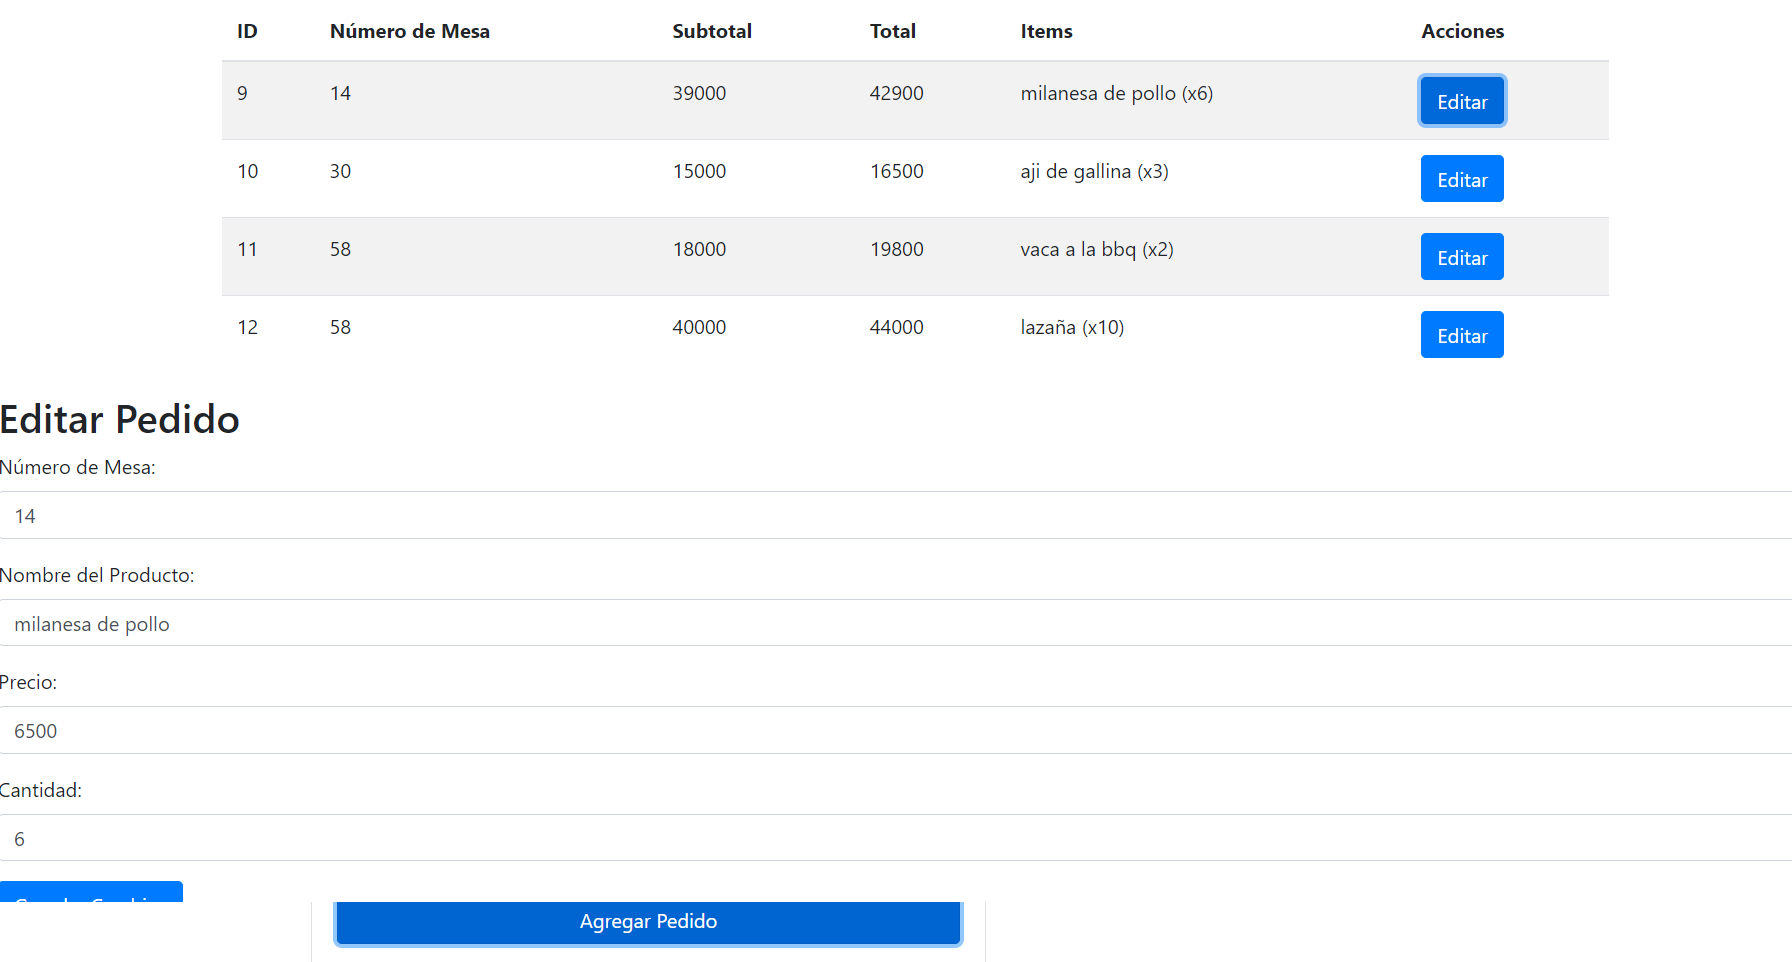 ID Número de Mesa Subtotal Total Items Acciones
9 14 39000 42900 milanesa de pollo (x6) Editar
10 30 15000 16500 aji de gallina (x3) Editar
11 58 18000 19800 vaca a la bbq (x2) Editar
12 58 40000 44000 lazaña (x10) Editar
Editar Pedido
Número de Mesa:
14
Nombre del Producto:
milanesa de pollo
Precio:
6500
Cantidad:
6
Agregar Pedido